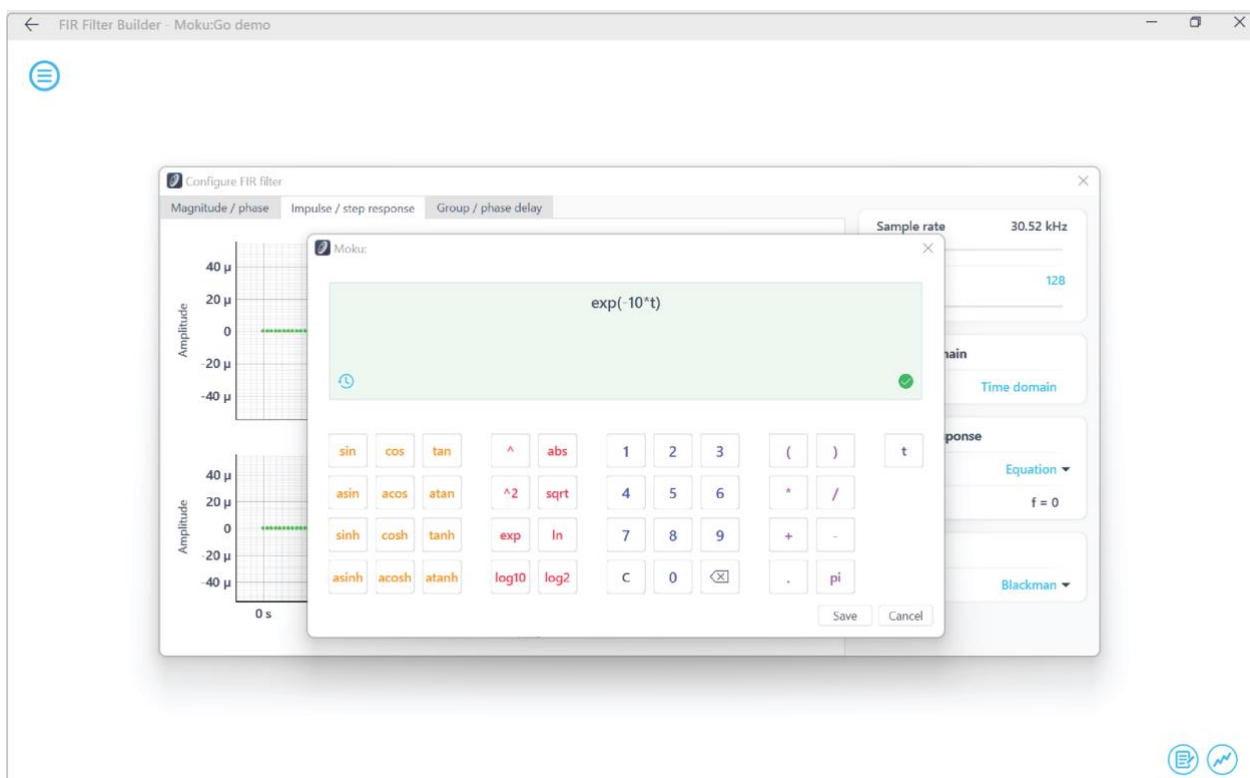 FIR Filter Builder - Moku:Go demo
Configure FIR filter
Magnitude / phase Impulse / step response Group / phase delay
40 µ
20 µ
0
-20 µ
-40 µ
Amplitude
40 µ
20 µ
0
-20 µ
-40 µ
Amplitude
0 s
Moku:
exp(-10*t)
sin cos tan ^ abs 1 2 3 ( ) t
asin acos atan ^2 sqrt 4 5 6 * /
sinh cosh tanh exp ln 7 8 9 + -
asinh acosh atanh log10 log2 C 0 . pi
Save Cancel
Sample rate 30.52 kHz
128
Time domain
Equation
f = 0
Blackman